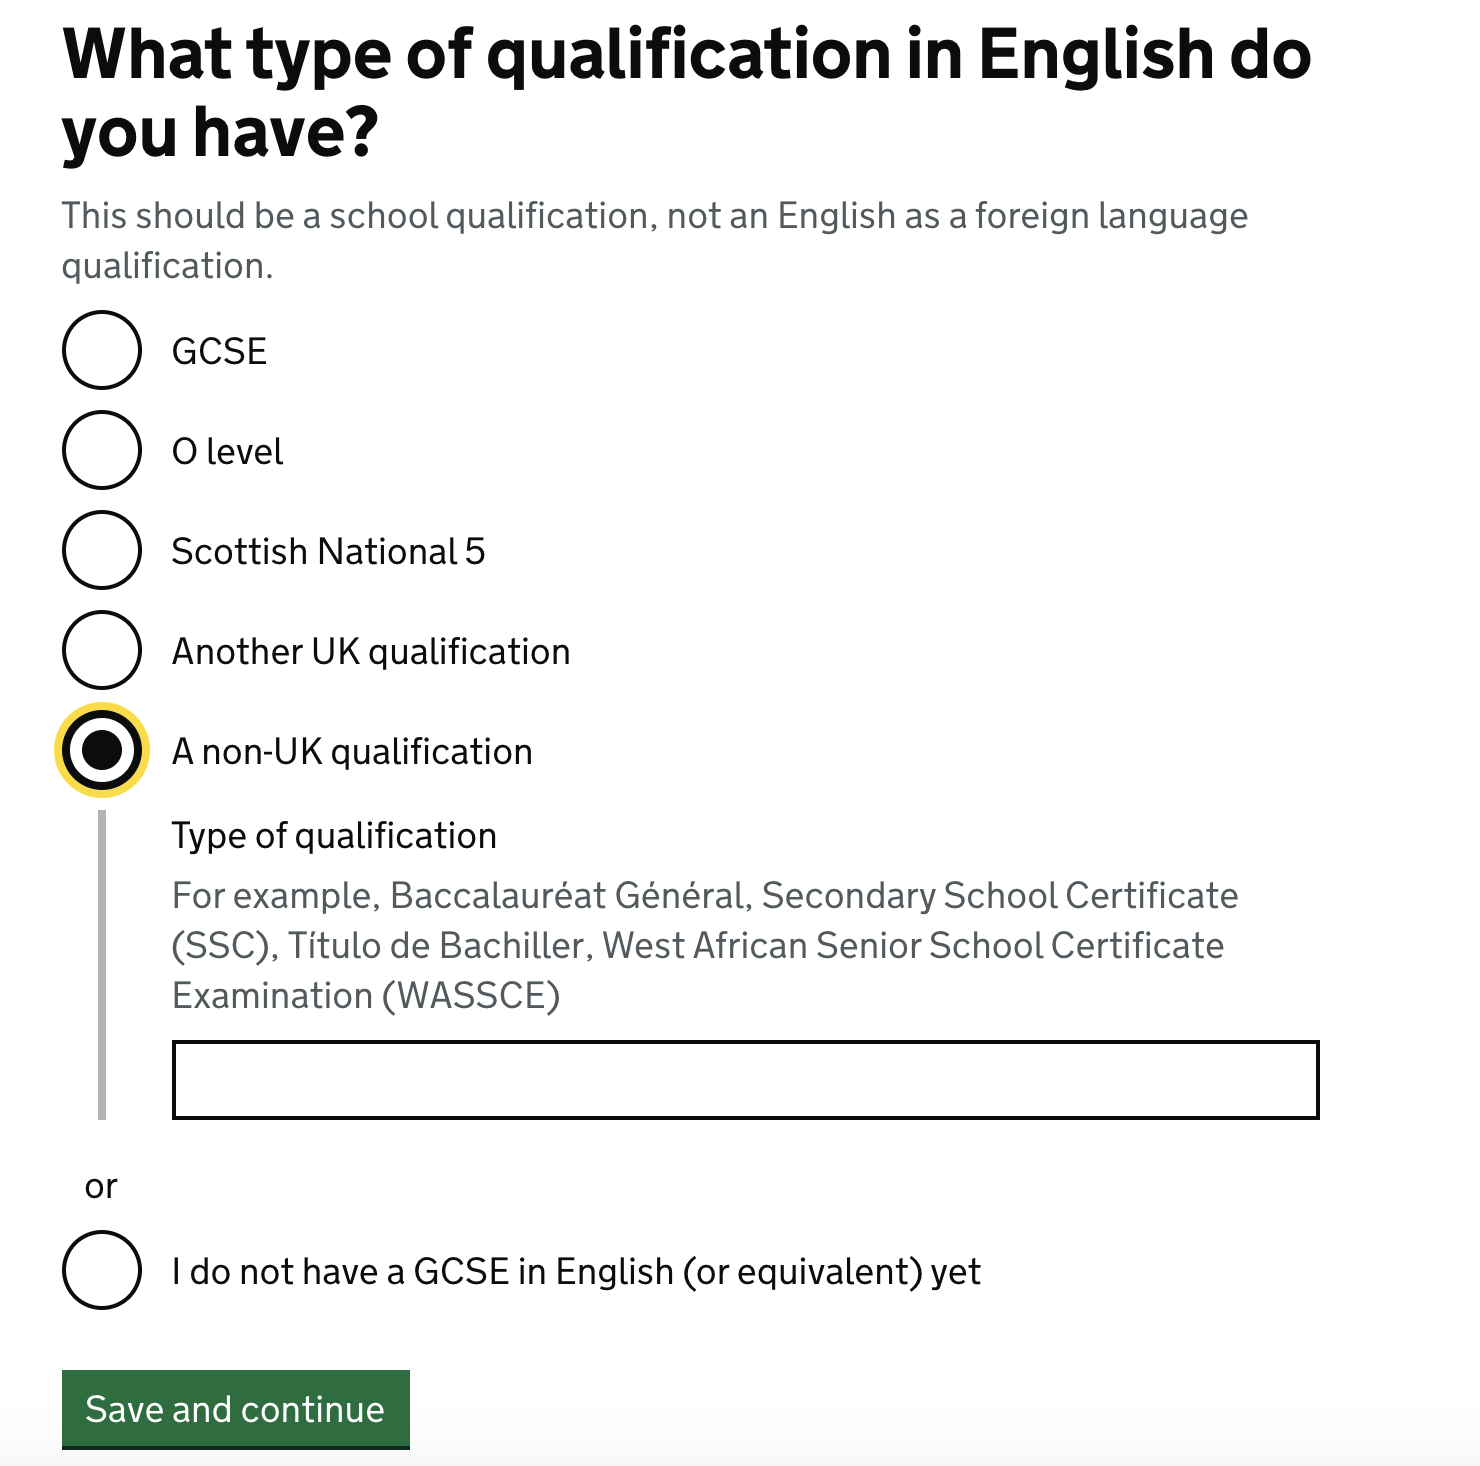 What type of qualification in English do
you have?
This should be a school qualification, not an English as a foreign language
qualification.
GCSE
O level
Scottish National 5
Another UK qualification
A non-UK qualification
Type of qualification
For example, Baccalauréat Général, Secondary School Certificate
(SSC), Título de Bachiller, West African Senior School Certificate
Examination (WASSCE)
or
I do not have a GCSE in English (or equivalent) yet
Save and continue